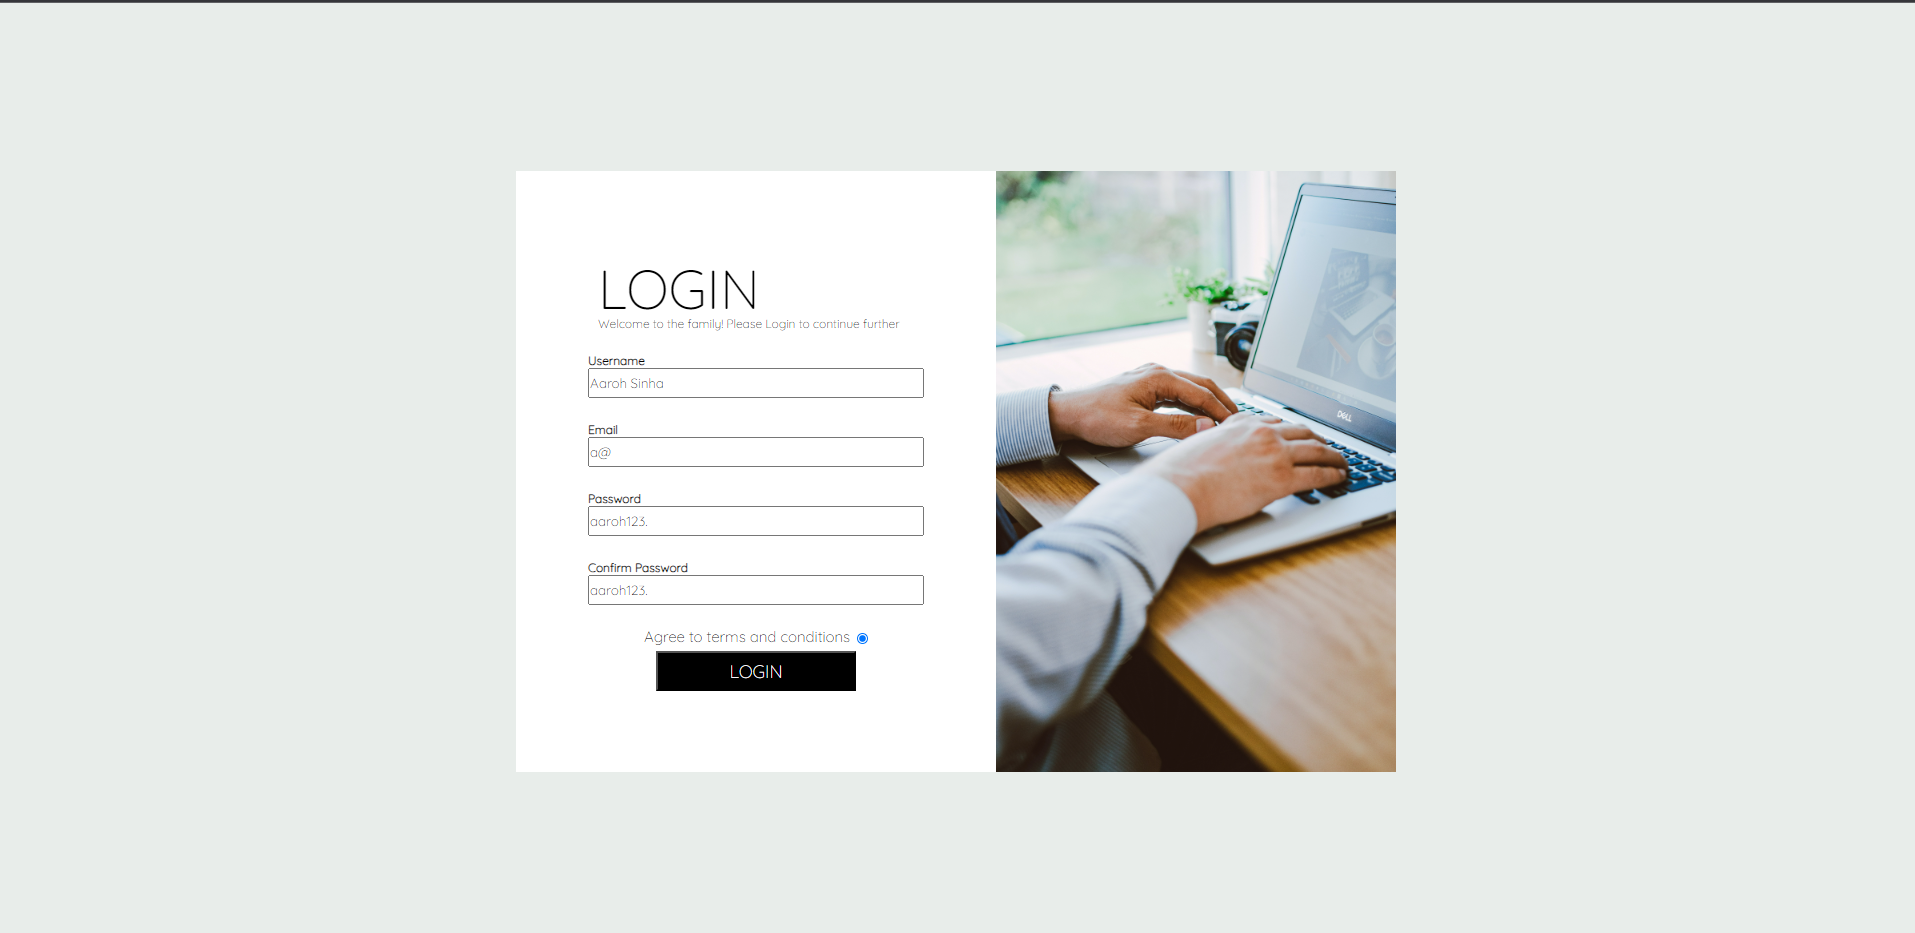 LOGIN
Welcome to the family! Please Login to continue further
Username
Aaroh Sinha
Email
a@
Password
aaroh123.
Confirm Password
aaroh123.
Agree to terms and conditions
LOGIN
DELL